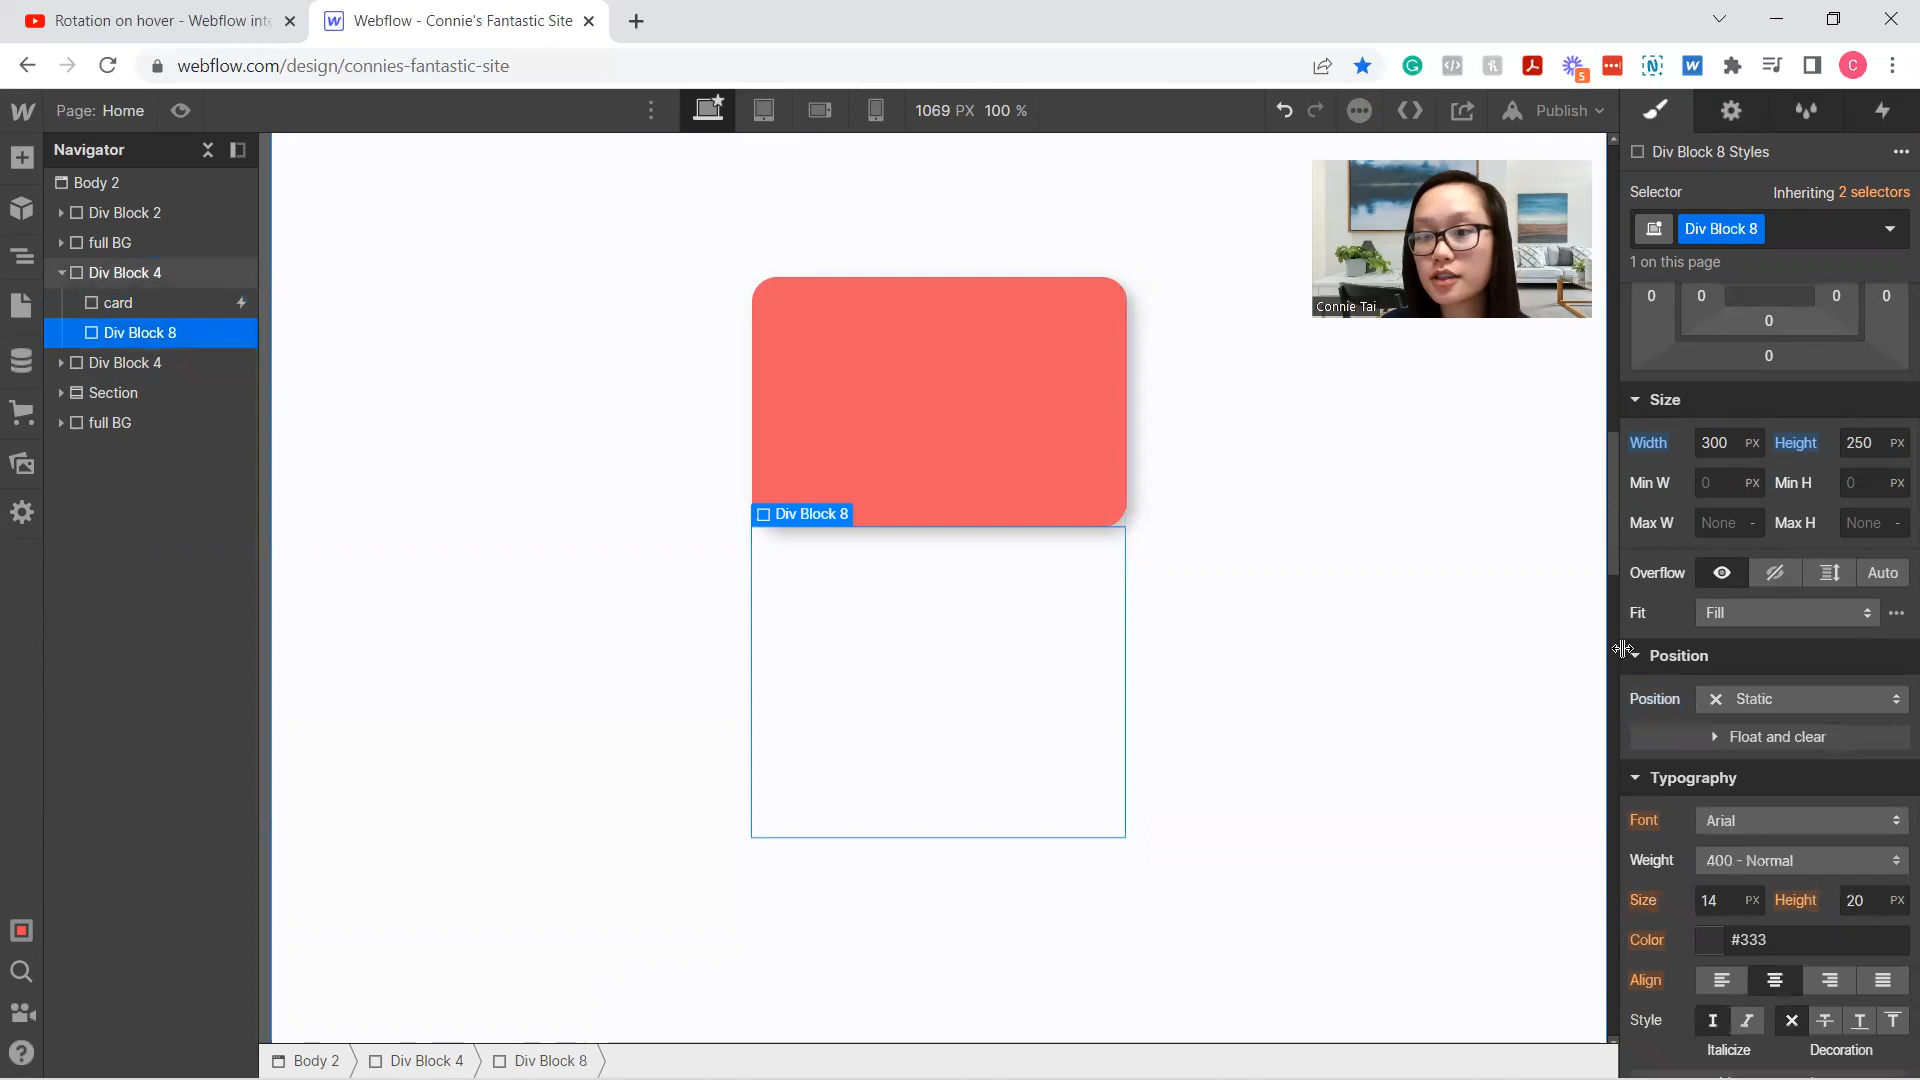 Rotation on hover - Webflow inte
Webflow - Connie's Fantastic Site
webflow.com/design/connies-fantastic-site
5
C
Page: Home
1069 PX 100 %
Publish
Navigator
Body 2
Div Block 2
full BG
Div Block 4
card
Div Block 8
Div Block 4
Section
full BG
Div Block 8
Connie Tai
Div Block 8 Styles
Selector
Inheriting 2 selectors
Div Block 8
1 on this page
0 0 0 0
0
0
Size
Width 300 PX Height 250 PX
Min W 0 PX Min H 0 PX
Max W None - Max H None -
Overflow Auto
Fit Fill
Position
Position Static
Float and clear
Typography
Font Arial
Weight 400 - Normal
Size 14 PX Height 20 PX
Color #333
Align
Style
Italicize Decoration
Body 2 Div Block 4 Div Block 8